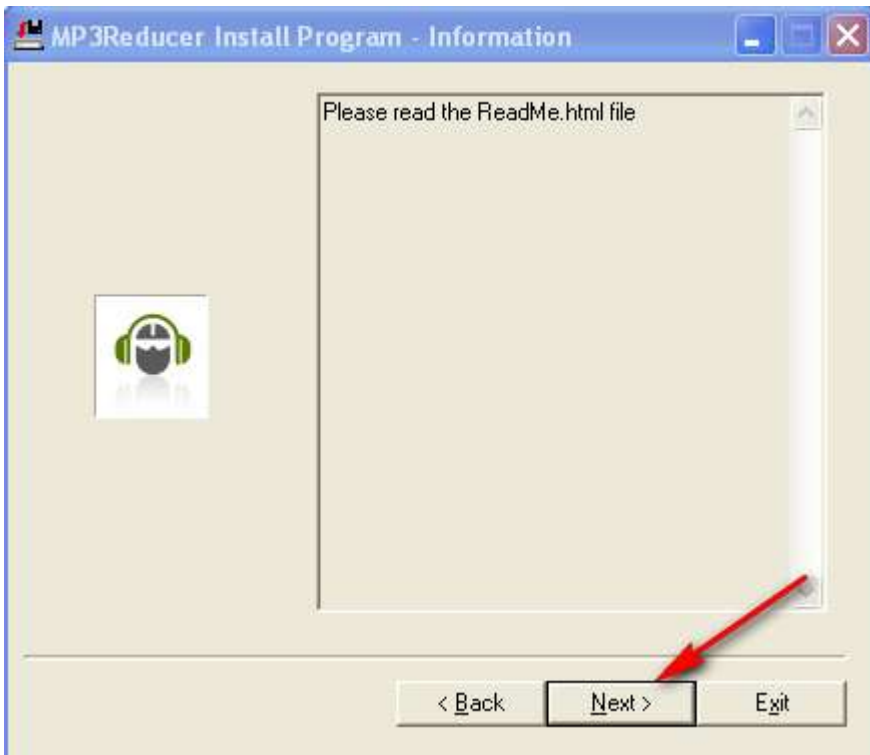 MP3Reducer Install Program - Information
Please read the ReadMe.html file
< Back Next > Exit